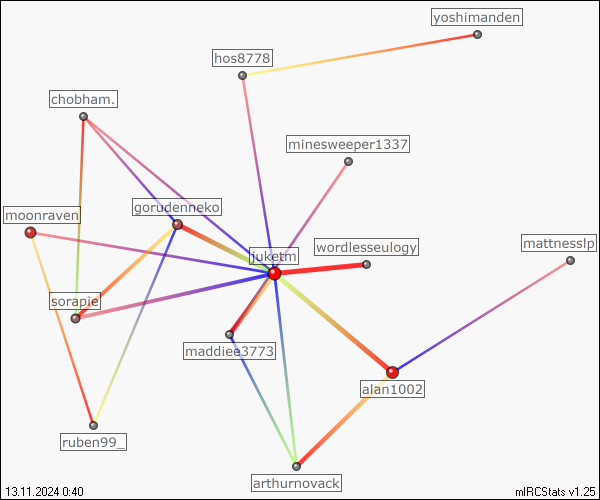 yoshimanden
hos8778
chobham.
minesweeper1337
gorudenneko
moonraven
wordlesseulogy
mattnesslp
juketm
sorapie
maddiee3773
alan1002
ruben99_
arthurnovack
13.11.2024 0:40
mIRCStats v1.25